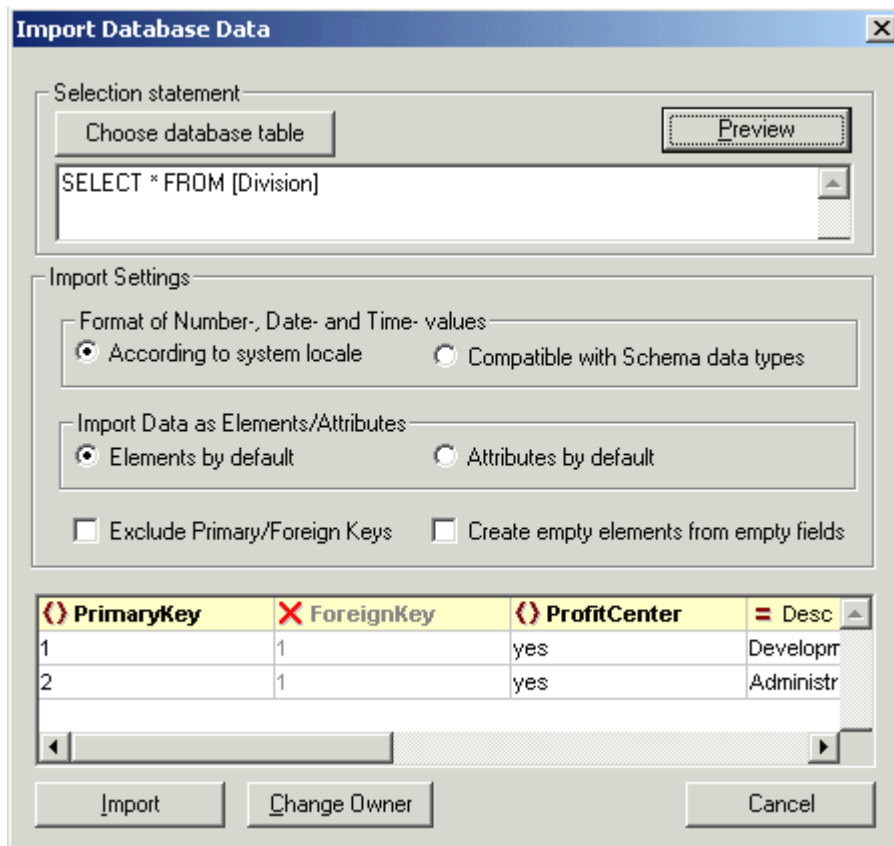 Import Database Data
Selection statement
Choose database table
Preview
SELECT * FROM [Division]
Import Settings
Format of Number-, Date- and Time- values
According to system locale
Compatible with Schema data types
Import Data as Elements/Attributes
Elements by default
Attributes by default
Exclude Primary/Foreign Keys
Create empty elements from empty fields
PrimaryKey ForeignKey ProfitCenter = Desc
1 1 yes Developm
2 1 yes Administr
Import
Change Owner
Cancel